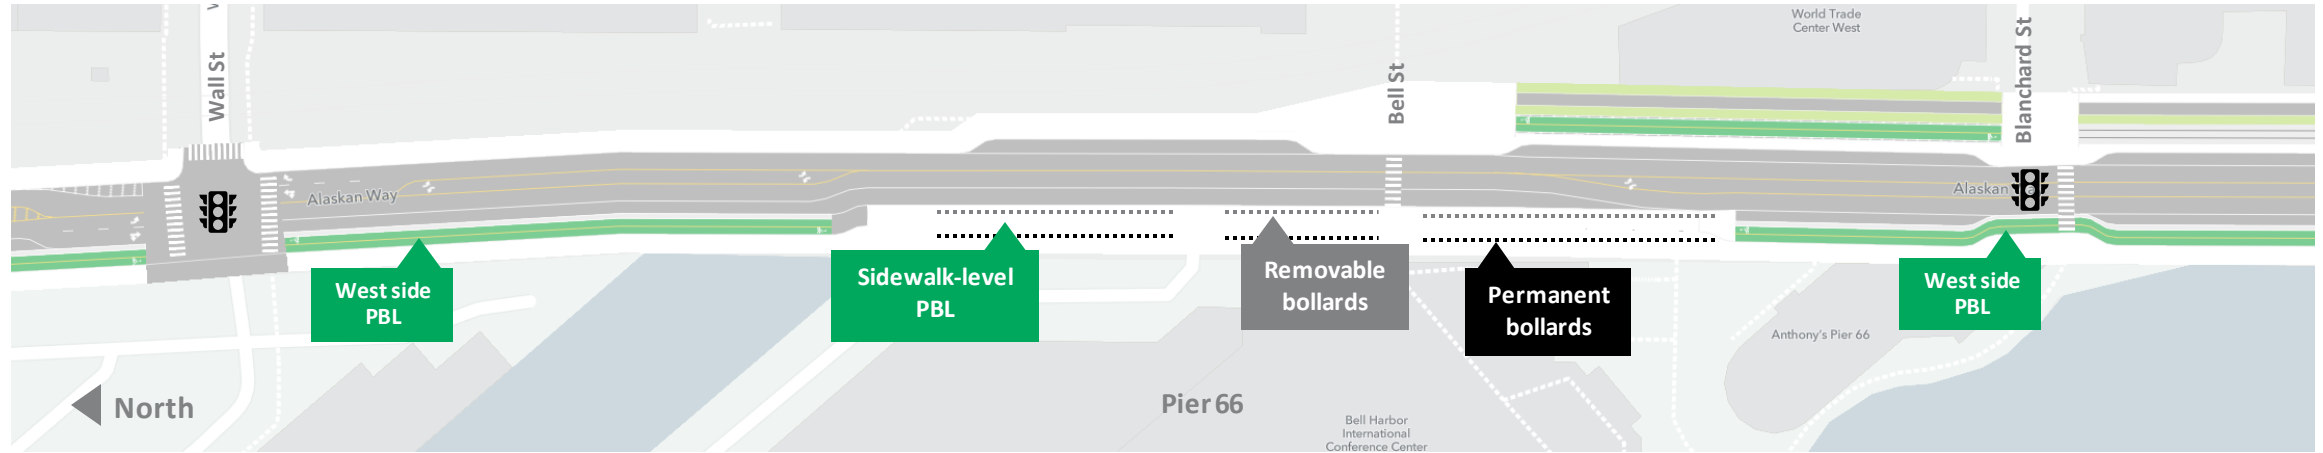 World Trade
Center West
Wall St
Bell St
Blanchard St
Alaskan Way
Alaskan
West side
PBL
Sidewalk-level
PBL
Removable
bollards
Permanent
bollards
West side
PBL
Anthony's Pier 66
North
Pier 66
Bell Harbor
International
Conference Center